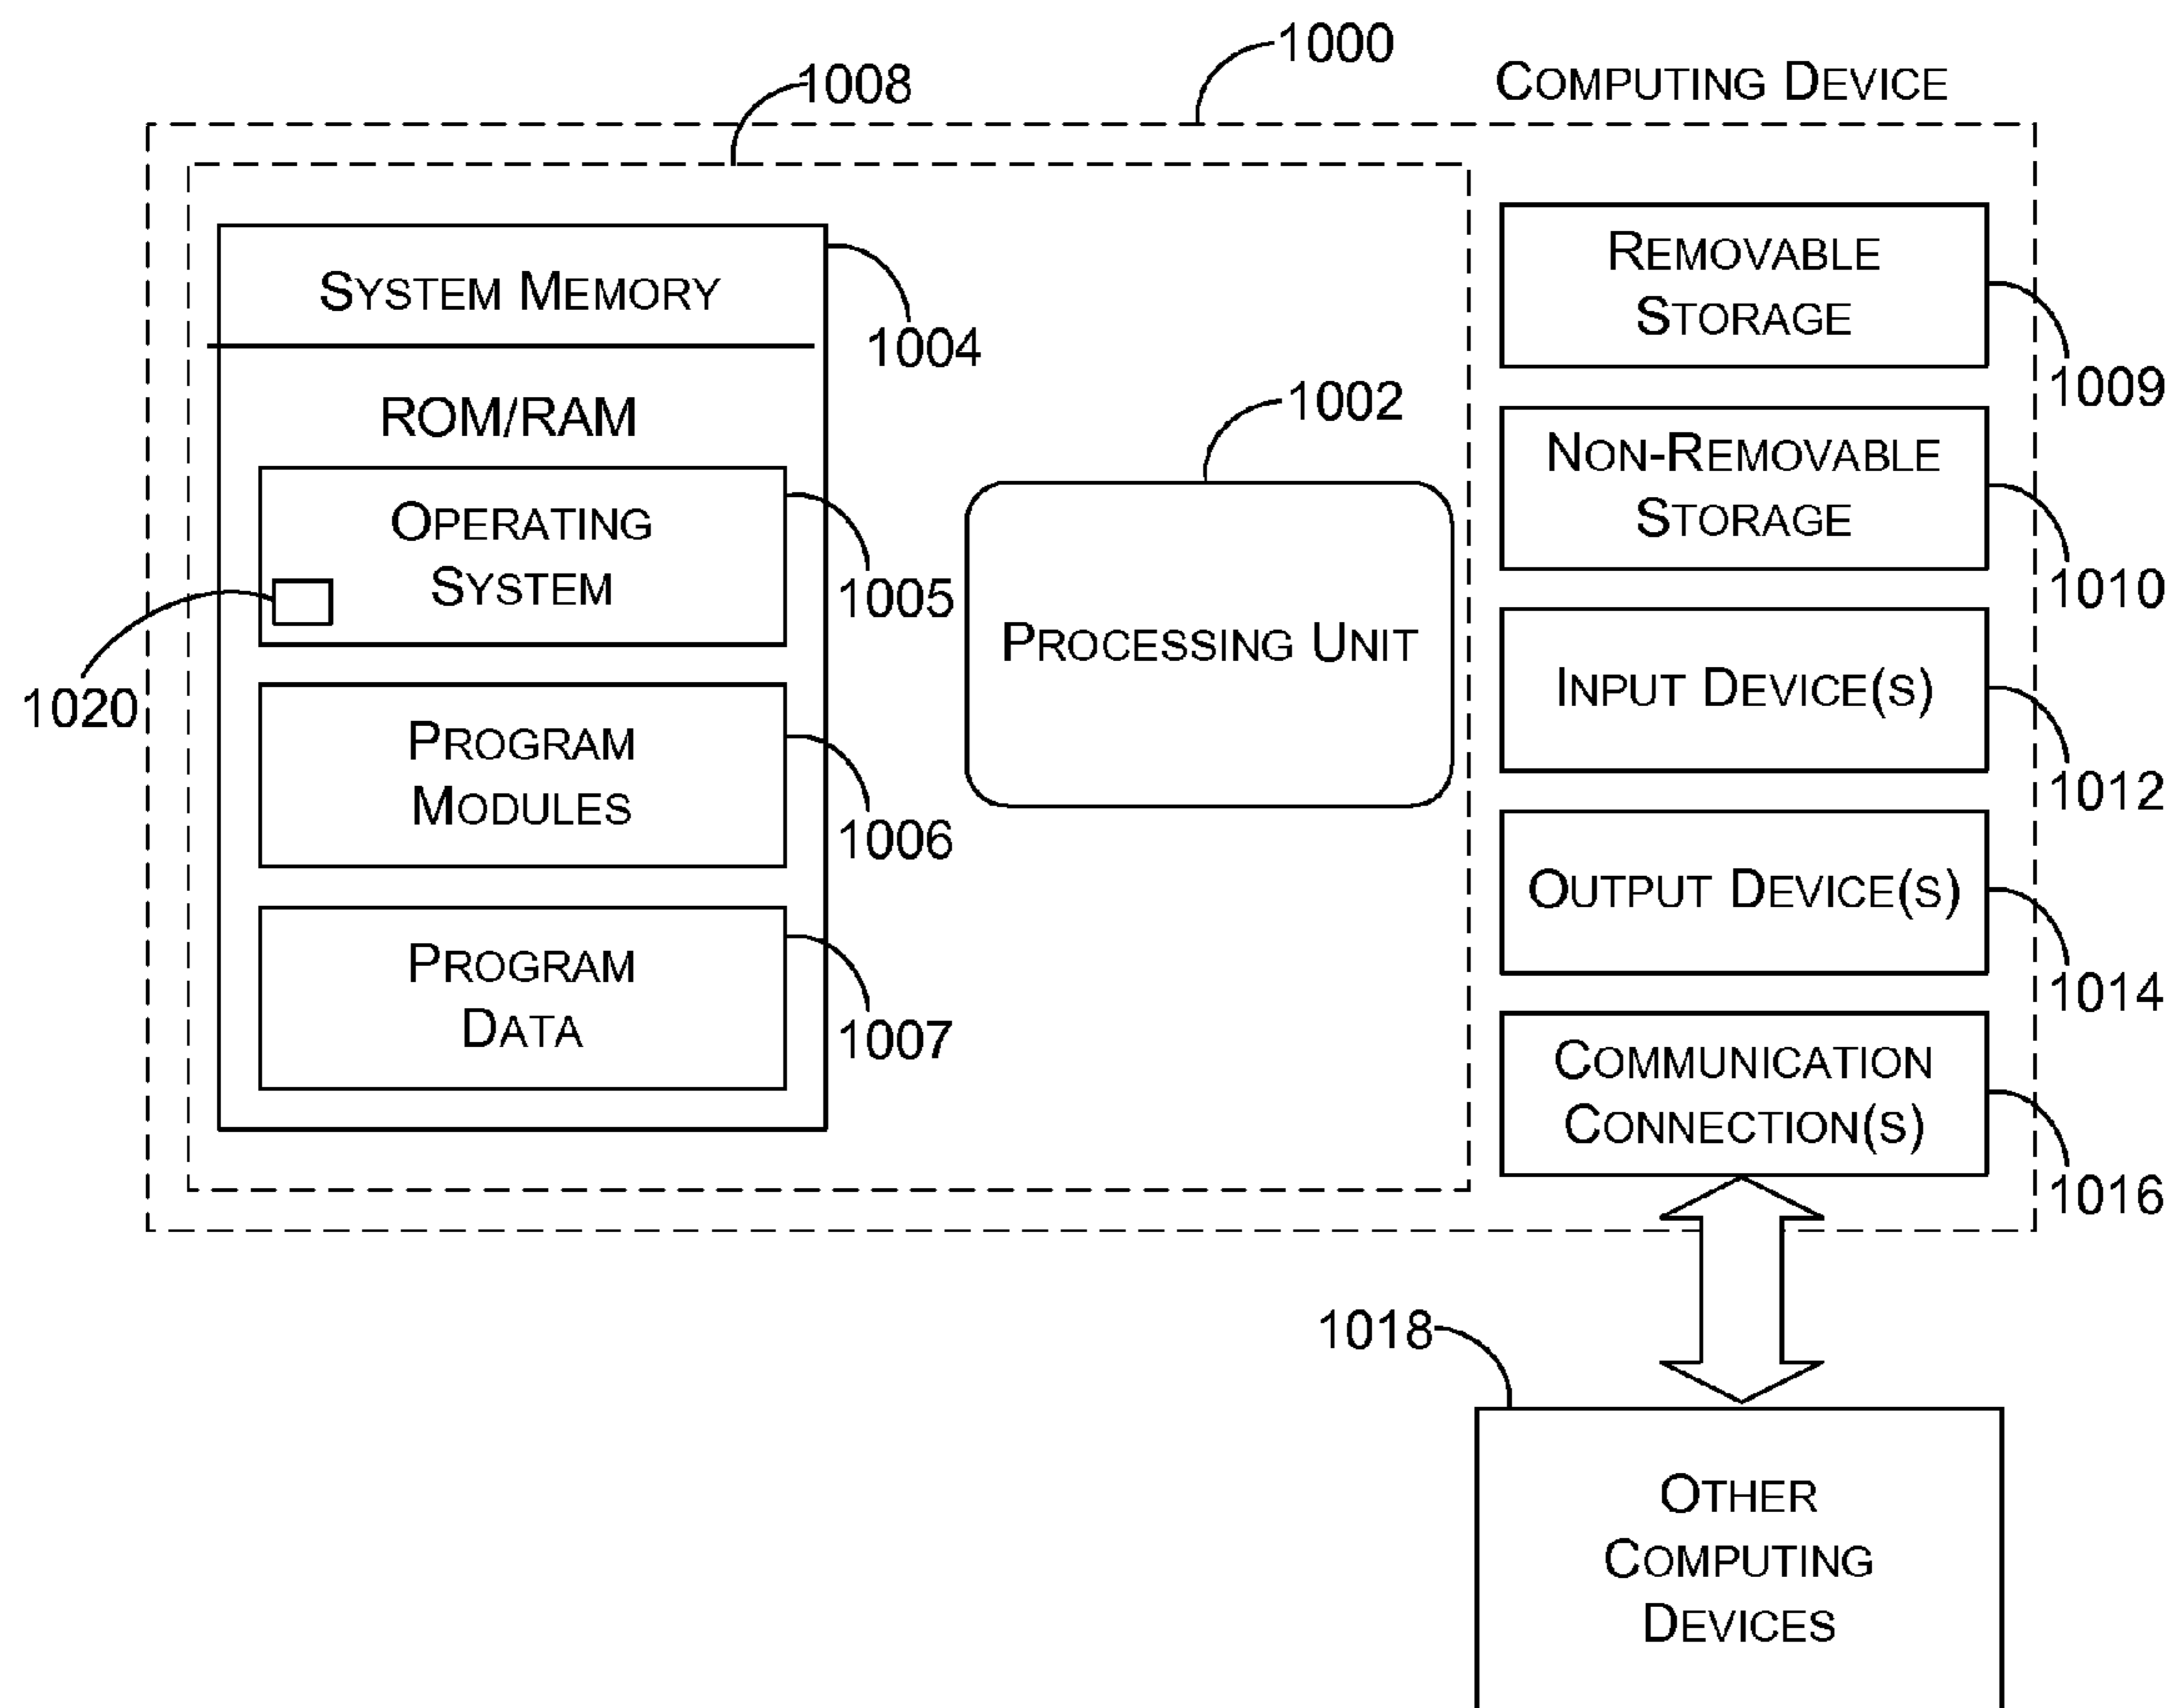 1000
COMPUTING DEVICE
1008
SYSTEM MEMORY
1004
ROM/RAM
OPERATING
SYSTEM
1005
1020
PROGRAM
MODULES
1006
PROGRAM
DATA
1007
1002
PROCESSING UNIT
REMOVABLE
STORAGE
1009
NON-REMOVABLE
STORAGE
1010
INPUT DEVICE(S)
1012
OUTPUT DEVICE(S)
1014
COMMUNICATION
CONNECTION(S)
1016
1018
OTHER
COMPUTING
DEVICES